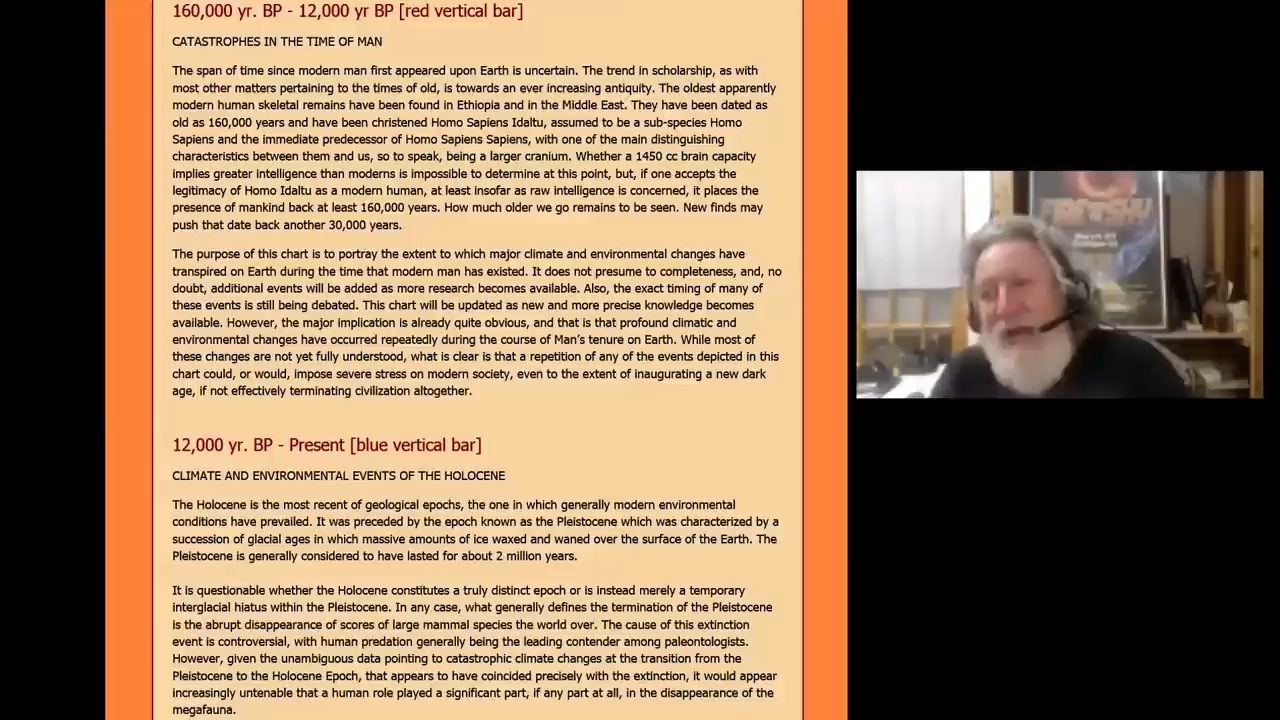 160,000 yr. BP - 12,000 yr BP [red vertical bar]
CATASTROPHES IN THE TIME OF MAN
The span of time since modern man first appeared upon Earth is uncertain. The trend in scholarship, as with
most other matters pertaining to the times of old, is towards an ever increasing antiquity. The oldest apparently
modern human skeletal remains have been found in Ethiopia and in the Middle East. They have been dated as
old as 160,000 years and have been christened Homo Sapiens Idaltu, assumed to be a sub-species Homo
Sapiens and the immediate predecessor of Homo Sapiens Sapiens, with one of the main distinguishing
characteristics between them and us, so to speak, being a larger cranium. Whether a 1450 cc brain capacity
implies greater intelligence than moderns is impossible to determine at this point, but, if one accepts the
legitimacy of Homo Idaltu as a modern human, at least insofar as raw intelligence is concerned, it places the
presence of mankind back at least 160,000 years. How much older we go remains to be seen. New finds may
push that date back another 30,000 years.
The purpose of this chart is to portray the extent to which major climate and environmental changes have
transpired on Earth during the time that modern man has existed. It does not presume to completeness, and, no
doubt, additional events will be added as more research becomes available. Also, the exact timing of many of
these events is still being debated. This chart will be updated as new and more precise knowledge becomes
available. However, the major implication is already quite obvious, and that is that profound climatic and
environmental changes have occurred repeatedly during the course of Man's tenure on Earth. While most of
these changes are not yet fully understood, what is clear is that a repetition of any of the events depicted in this
chart could, or would, impose severe stress on modern society, even to the extent of inaugurating a new dark
age, if not effectively terminating civilization altogether.
12,000 yr. BP - Present [blue vertical bar]
CLIMATE AND ENVIRONMENTAL EVENTS OF THE HOLOCENE
The Holocene is the most recent of geological epochs, the one in which generally modern environmental
conditions have prevailed. It was preceded by the epoch known as the Pleistocene which was characterized by a
succession of glacial ages in which massive amounts of ice waxed and waned over the surface of the Earth. The
Pleistocene is generally considered to have lasted for about 2 million years.
It is questionable whether the Holocene constitutes a truly distinct epoch or is instead merely a temporary
interglacial hiatus within the Pleistocene. In any case, what generally defines the termination of the Pleistocene
is the abrupt disappearance of scores of large mammal species the world over. The cause of this extinction
event is controversial, with human predation generally being the leading contender among paleontologists.
However, given the unambiguous data pointing to catastrophic climate changes at the transition from the
Pleistocene to the Holocene Epoch, that appears to have coincided precisely with the extinction, it would appear
increasingly untenable that a human role played a significant part, if any part at all, in the disappearance of the
megafauna.